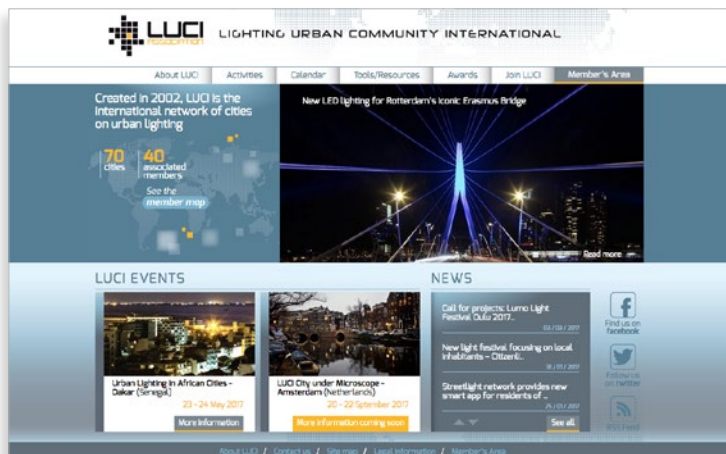 LUCI
ASSOCIATION
LIGHTING URBAN COMMUNITY INTERNATIONAL
About LUCI
Activities
Calendar
Tools/Resources
Awards
Join LUCI
Member's Area
Created in 2002, LUCI is the
international network of cities
on urban lighting
70
cities
40
associated
members
See the
member map
New LED lighting for Rotterdam's iconic Erasmus Bridge
Read more
LUCI EVENTS
Urban Lighting in African Cities -
Dakar (Senegal)
23 - 24 May 2017
More information
LUCI City under Microscope -
Amsterdam (Netherlands)
20 - 22 September 2017
More information coming soon
NEWS
Call for projects: Lumo Light
Festival Oulu 2017...
New light festival focusing on local
inhabitants – Citizenli...
Streetlight network provides new
smart app for residents of ...
See all
Find us on
facebook
Follow us
on twitter
RSS Feed
About LUCI / Contact us / Site map / Legal Information / Member's Area